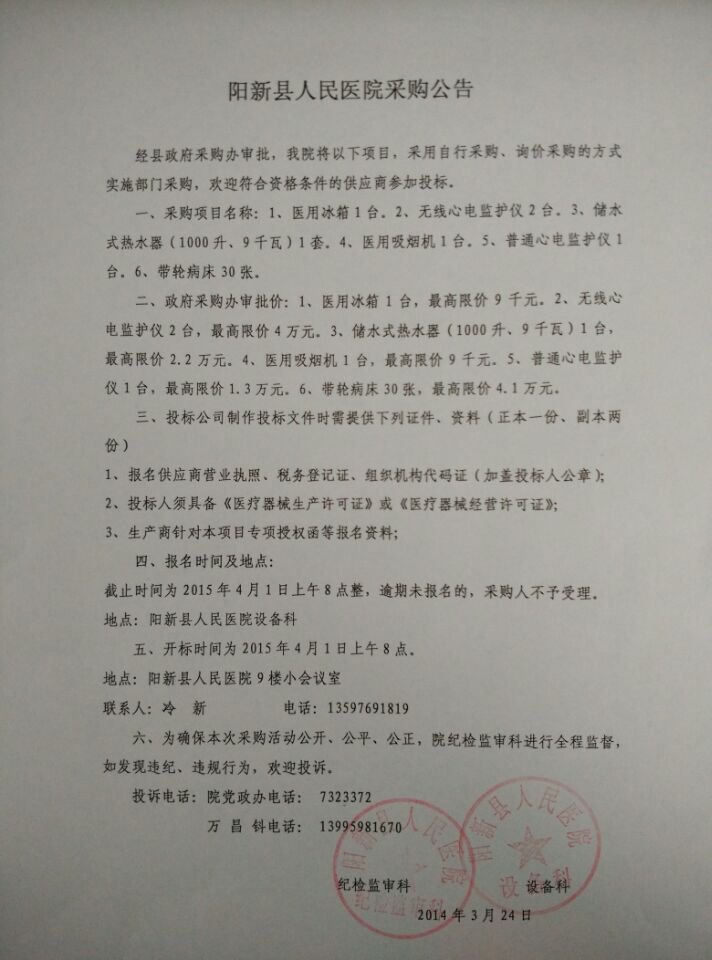 阳新县人民医院采购公告
经县政府采购办审批，我院将以下项目，采用自行采购、询价采购的方式
实施部门采购，欢迎符合资格条件的供应商参加投标。
一、采购项目名称：1、医用冰箱1台。2、无线心电监护仪2台。3、储水
式热水器（1000升、9千瓦）1套。4、医用吸烟机1台。5、普通心电监护仪1
台。6、带轮病床30张。
二、政府采购办审批价：1、医用冰箱1台，最高限价9千元。2、无线心
电监护仪2台，最高限价4万元。3、储水式热水器（1000升、9千瓦）1台，
最高限价2.2万元。4、医用吸烟机1台，最高限价9千元。5、普通心电监护
仪1台，最高限价1.3万元。6、带轮病床30张，最高限价4.1万元。
三、投标公司制作投标文件时需提供下列证件、资料（正本一份、副本两
份）
1、报名供应商营业执照、税务登记证、组织机构代码证（加盖投标人公章）；
2、投标人须具备《医疗器械生产许可证》或《医疗器械经营许可证》；
3、生产商针对本项目专项授权函等报名资料；
四、报名时间及地点：
截止时间为2015年4月1日上午8点整，逾期未报名的，采购人不予受理。
地点：阳新县人民医院设备科
五、开标时间为2015年4月1日上午8点。
地点：阳新县人民医院9楼小会议室
联系人：冷 新 电话：13597691819
六、为确保本次采购活动公开、公平、公正，院纪检监审科进行全程监督，
如发现违纪、违规行为，欢迎投诉。
投诉电话：院党政办电话： 7323372
万昌钭电话： 13995981670
阳新县人民医院
纪检监审科
阳新县人民医院
设备科
纪检监审科 设备科
2014年3月24日